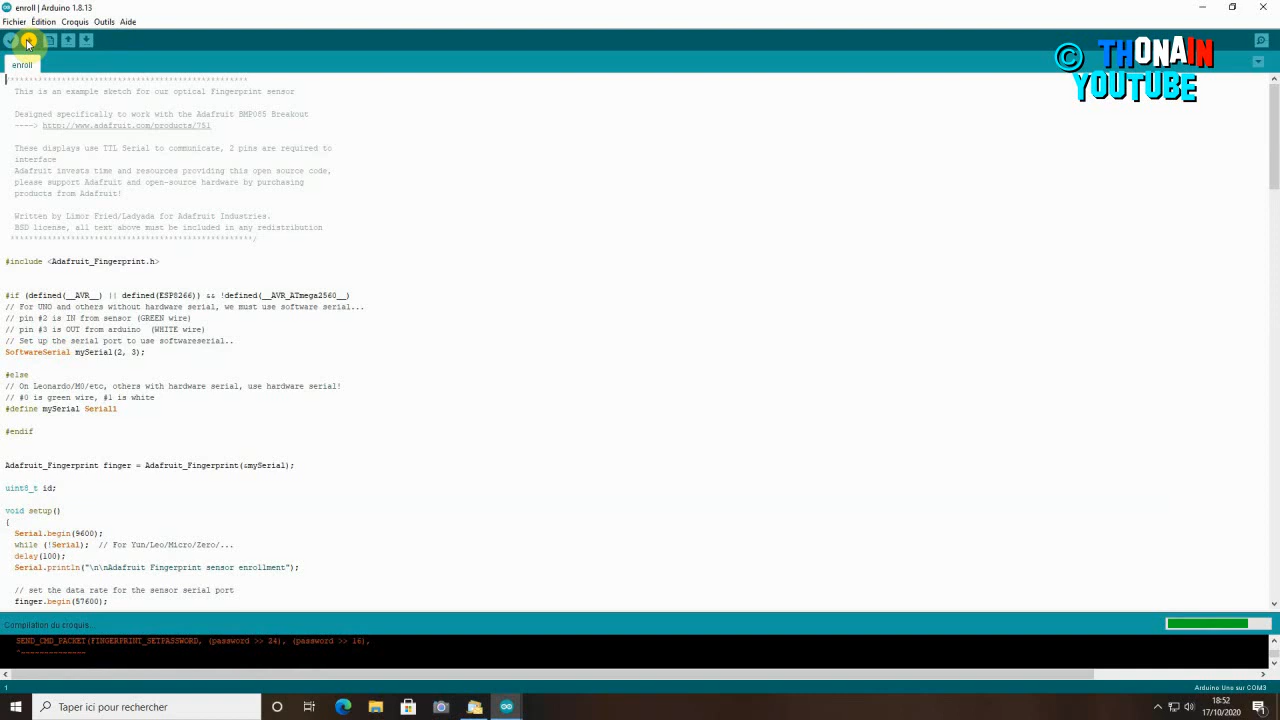 enroll | Arduino 1.8.13
Fichier Édition Croquis Outils Aide
© THONAIN
YOUTUBE
enroll
/***************************************************
This is an example sketch for our optical Fingerprint sensor
Designed specifically to work with the Adafruit BMP085 Breakout
----> http://www.adafruit.com/products/751
These displays use TTL Serial to communicate, 2 pins are required to
interface
Adafruit invests time and resources providing this open source code,
please support Adafruit and open-source hardware by purchasing
products from Adafruit!
Written by Limor Fried/Ladyada for Adafruit Industries.
BSD license, all text above must be included in any redistribution
****************************************************/
#include <Adafruit_Fingerprint.h>
#if (defined(__AVR__) || defined(ESP8266)) && !defined(__AVR_ATmega2560__)
// For UNO and others without hardware serial, we must use software serial...
// pin #2 is IN from sensor (GREEN wire)
// pin #3 is OUT from arduino  (WHITE wire)
// Set up the serial port to use softwareserial..
SoftwareSerial mySerial(2, 3);
#else
// On Leonardo/M0/etc, others with hardware serial, use hardware serial!
// #0 is green wire, #1 is white
#define mySerial Serial1
#endif
Adafruit_Fingerprint finger = Adafruit_Fingerprint(&mySerial);
uint8_t id;
void setup()
{
Serial.begin(9600);
while (!Serial);  // For Yun/Leo/Micro/Zero/...
delay(100);
Serial.println("\n\nAdafruit Fingerprint sensor enrollment");
// set the data rate for the sensor serial port
finger.begin(57600);
Compilation du croquis...
SEND_CMD_PACKET(FINGERPRINT_SETPASSWORD, (password >> 24), (password >> 16),
^~~~~~~~~~~~~~~
1
Arduino Uno sur COM3
Taper ici pour rechercher
18:52
17/10/2020
1